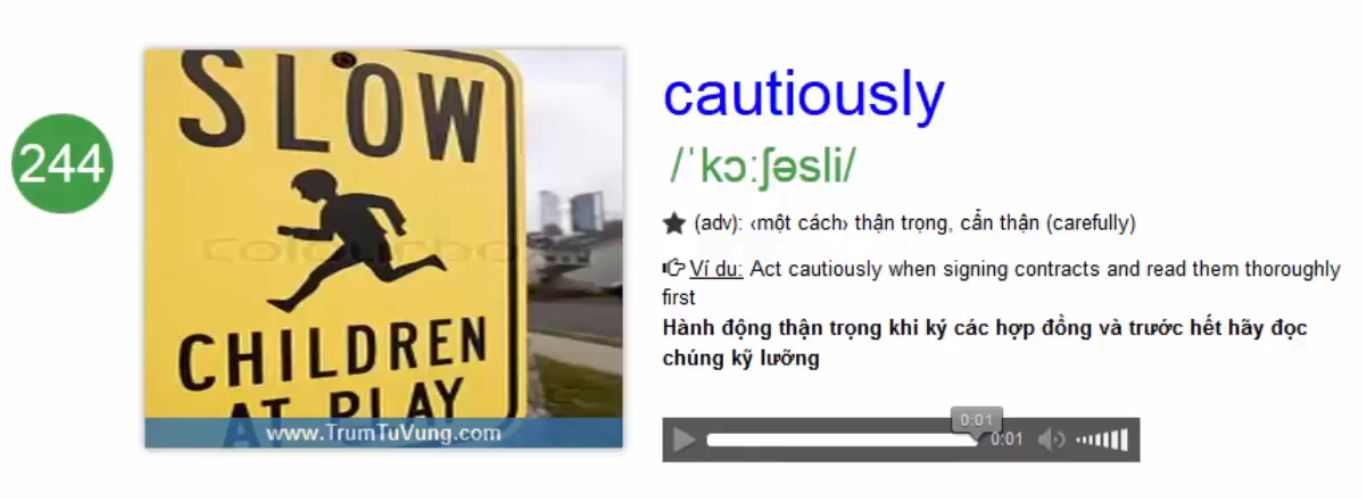 244
SLOW
CHILDREN
AT PLAY
www.TrumTuVung.com
cautiously
/ˈkɔːʃəsli/
★ (adv): ‹một cách› thận trọng, cẩn thận (carefully)
Ví du: Act cautiously when signing contracts and read them thoroughly
first
Hành động thận trọng khi ký các hợp đồng và trước hết hãy đọc
chúng kỹ lưỡng
0:01
0:01